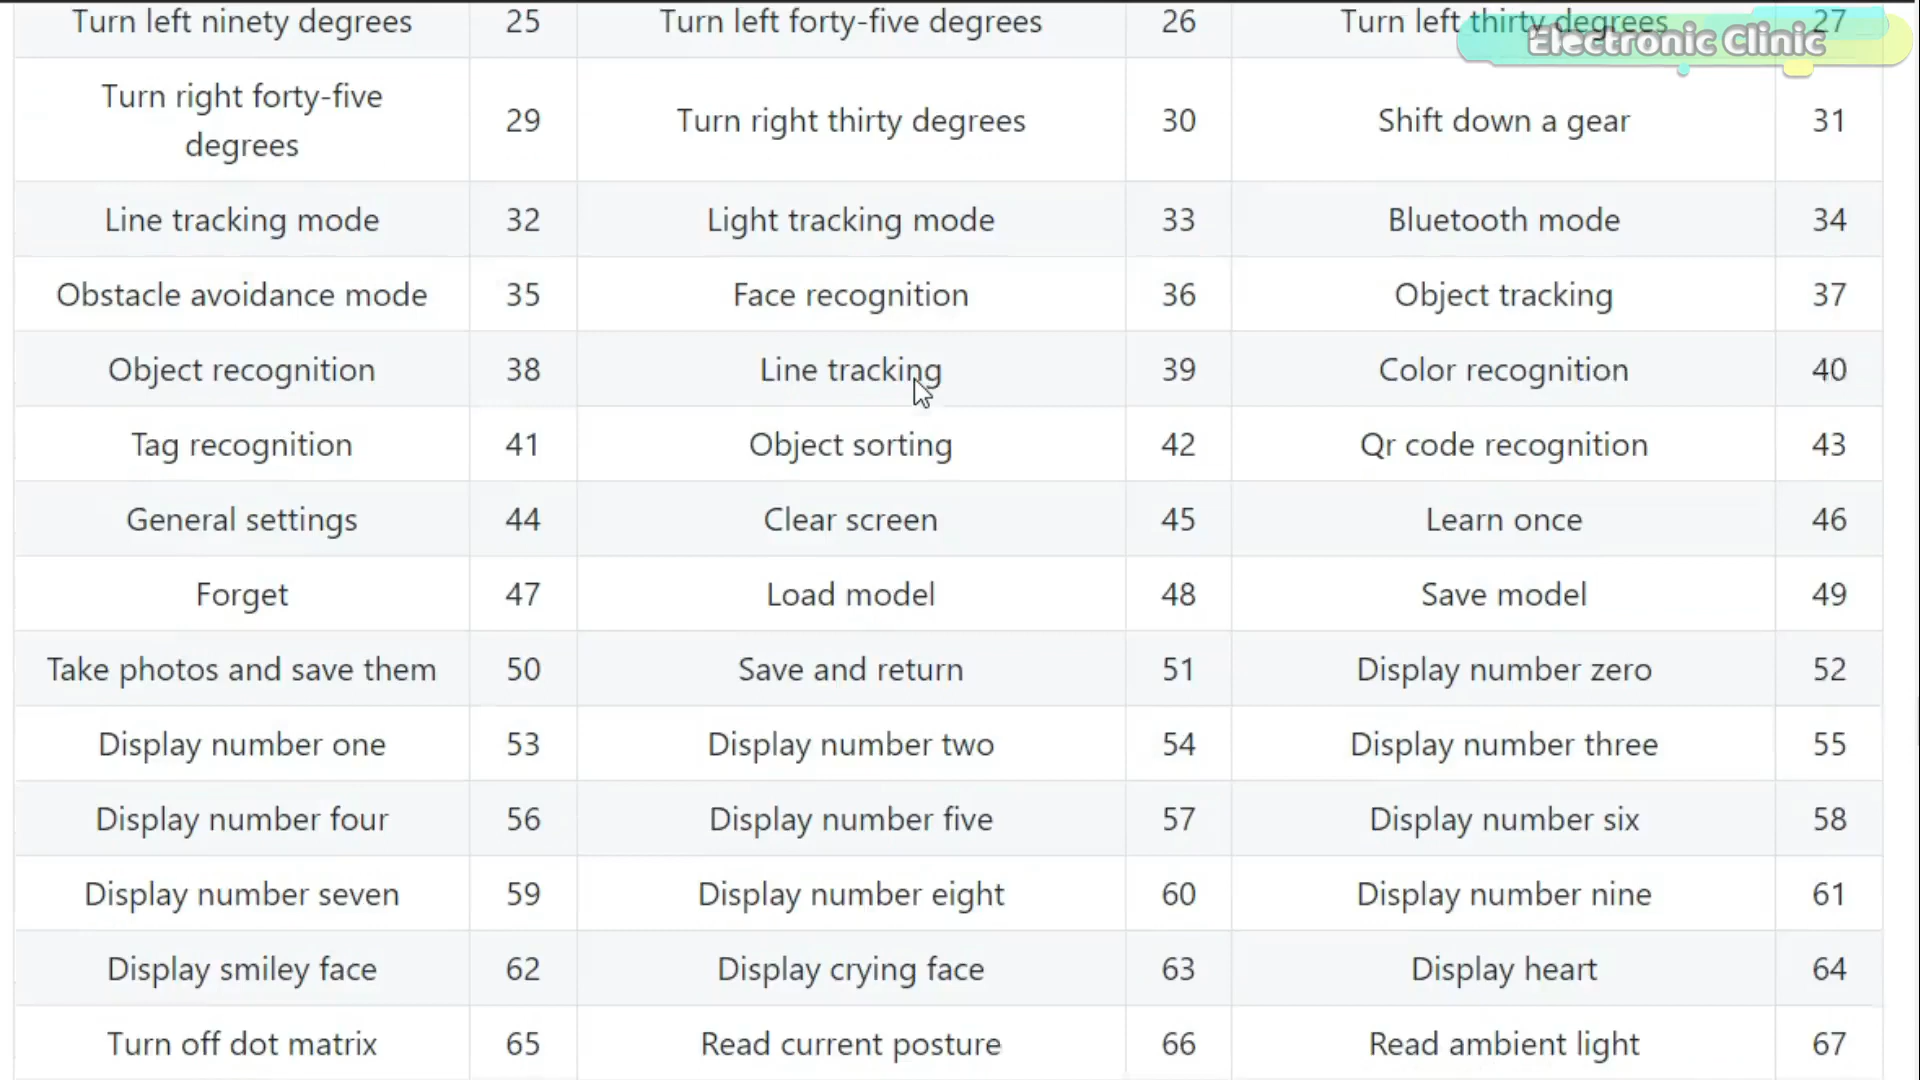 Turn left ninety degrees 25 Turn left forty-five degrees 26 Turn left thirty degrees 27
Electronic Clinic
Turn right forty-five
degrees 29 Turn right thirty degrees 30 Shift down a gear 31
Line tracking mode 32 Light tracking mode 33 Bluetooth mode 34
Obstacle avoidance mode 35 Face recognition 36 Object tracking 37
Object recognition 38 Line tracking 39 Color recognition 40
Tag recognition 41 Object sorting 42 Qr code recognition 43
General settings 44 Clear screen 45 Learn once 46
Forget 47 Load model 48 Save model 49
Take photos and save them 50 Save and return 51 Display number zero 52
Display number one 53 Display number two 54 Display number three 55
Display number four 56 Display number five 57 Display number six 58
Display number seven 59 Display number eight 60 Display number nine 61
Display smiley face 62 Display crying face 63 Display heart 64
Turn off dot matrix 65 Read current posture 66 Read ambient light 67